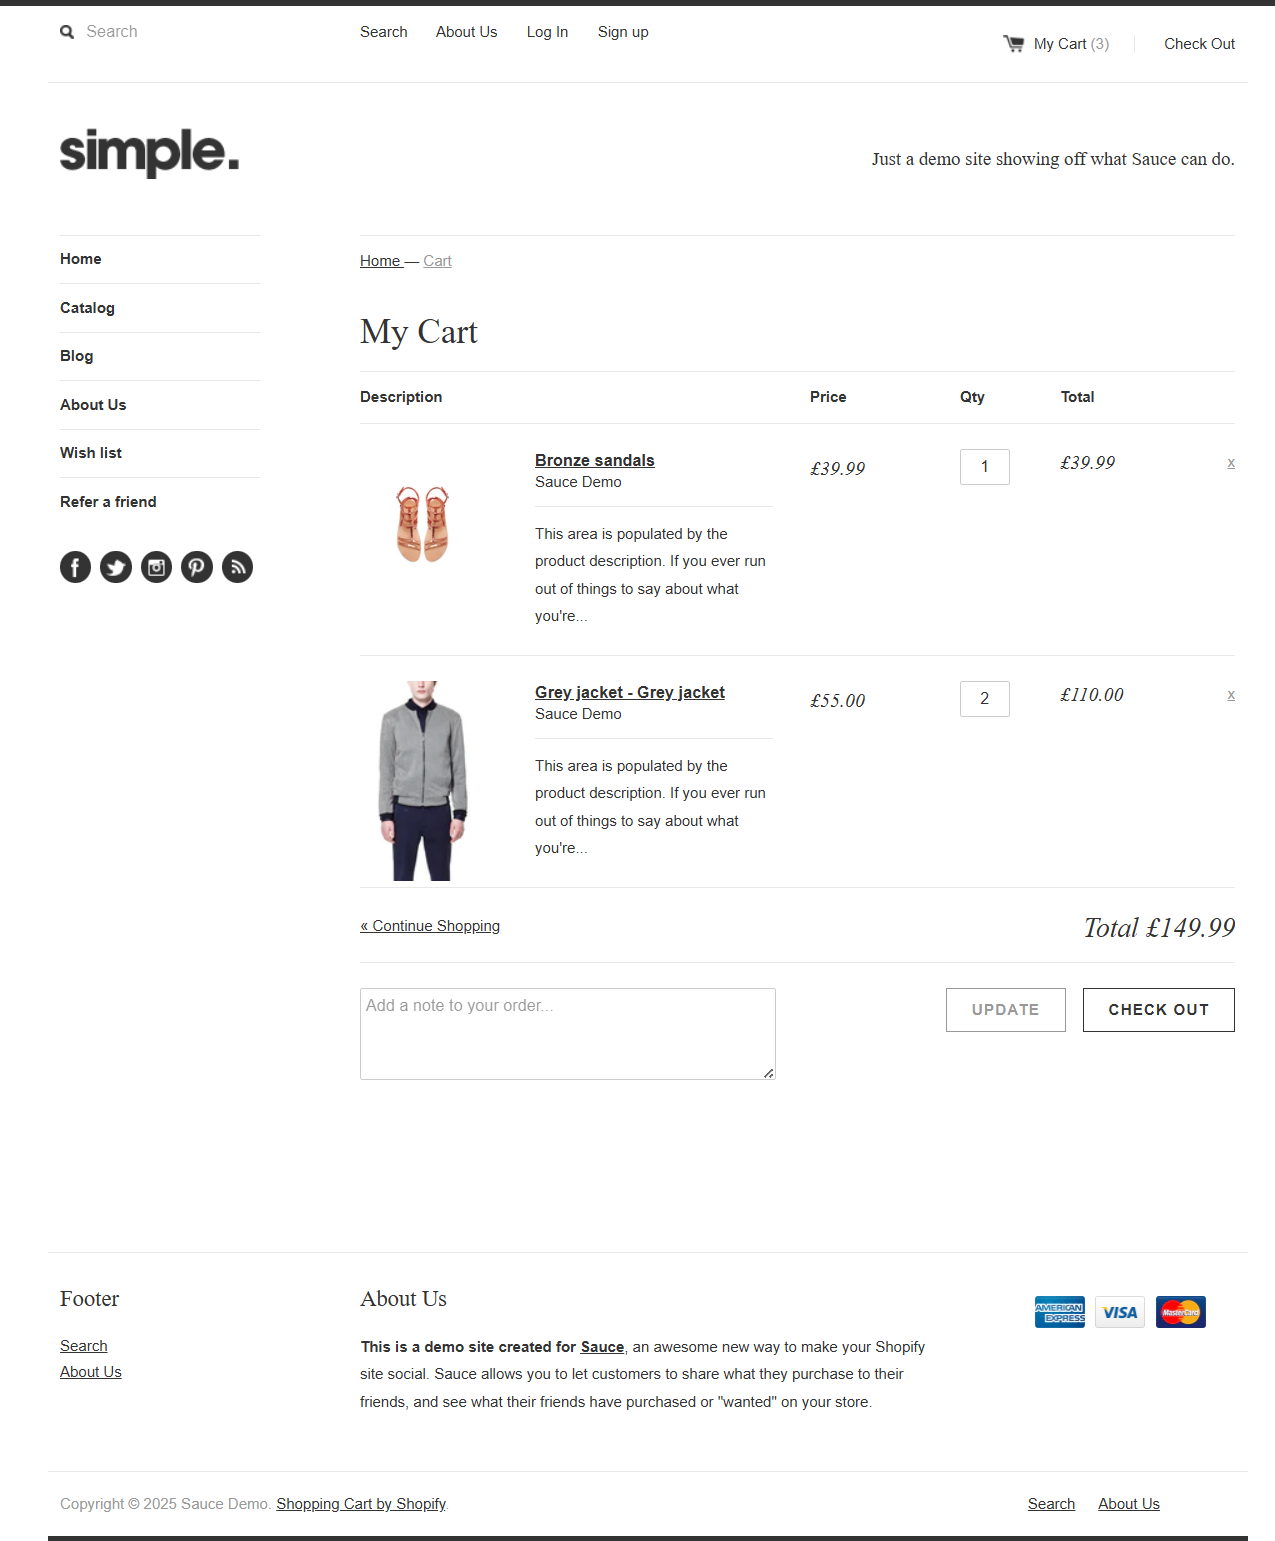 Search
Search About Us Log In Sign up
My Cart (3) Check Out
simple.
Just a demo site showing off what Sauce can do.
Home
Catalog
Blog
About Us
Wish list
Refer a friend
Home — Cart
My Cart
Description Price Qty Total
Bronze sandals
Sauce Demo
£39.99 1 £39.99 x
This area is populated by the
product description. If you ever run
out of things to say about what
you're...
Grey jacket - Grey jacket
Sauce Demo
£55.00 2 £110.00 x
This area is populated by the
product description. If you ever run
out of things to say about what
you're...
« Continue Shopping Total £149.99
Add a note to your order...
UPDATE CHECK OUT
Footer
Search
About Us
About Us
This is a demo site created for Sauce, an awesome new way to make your Shopify
site social. Sauce allows you to let customers to share what they purchase to their
friends, and see what their friends have purchased or "wanted" on your store.
AMERICAN EXPRESS VISA MasterCard
Copyright © 2025 Sauce Demo. Shopping Cart by Shopify.
Search About Us